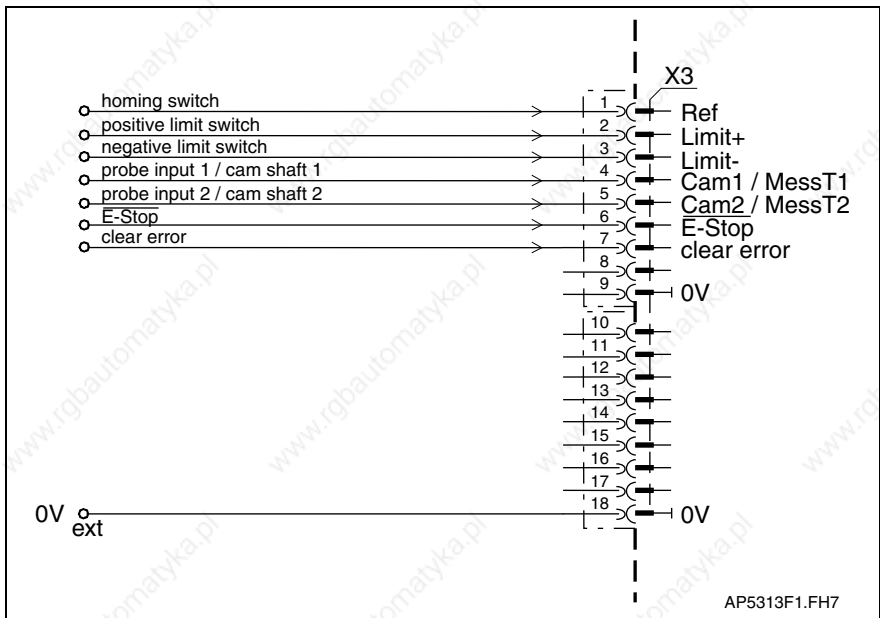 X3
homing switch 1 Ref
positive limit switch 2 Limit+
negative limit switch 3 Limit-
probe input 1 / cam shaft 1 4 Cam1 / MessT1
probe input 2 / cam shaft 2 5 Cam2 / MessT2
E-Stop 6 E-Stop
clear error 7 clear error
8
9 0V
10
11
12
13
14
15
16
17
0V ext 18 0V
AP5313F1.FH7
www.rgbautomatyka.pl